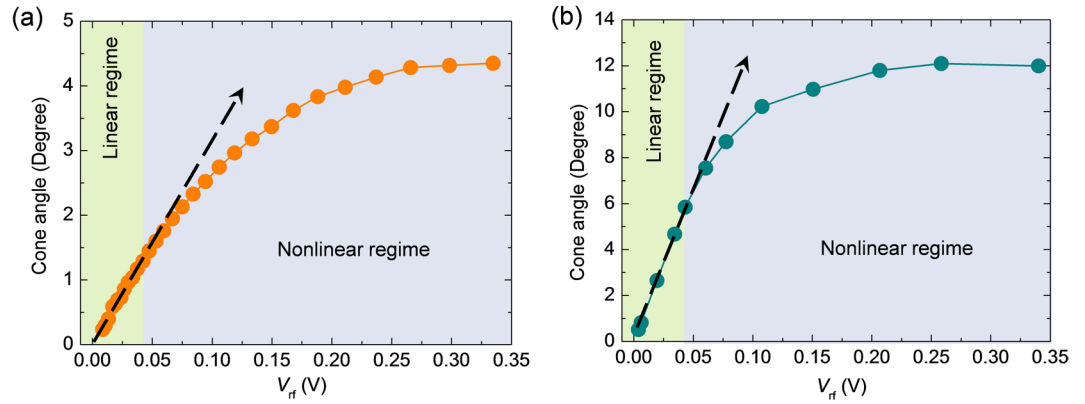 (a)
Cone angle (Degree)
5
4
3
2
1
0
Linear regime
Nonlinear regime
0.00 0.05 0.10 0.15 0.20 0.25 0.30 0.35
Vrf (V)
(b)
Cone angle (Degree)
14
12
10
8
6
4
2
0
Linear regime
Nonlinear regime
0.00 0.05 0.10 0.15 0.20 0.25 0.30 0.35
Vrf (V)